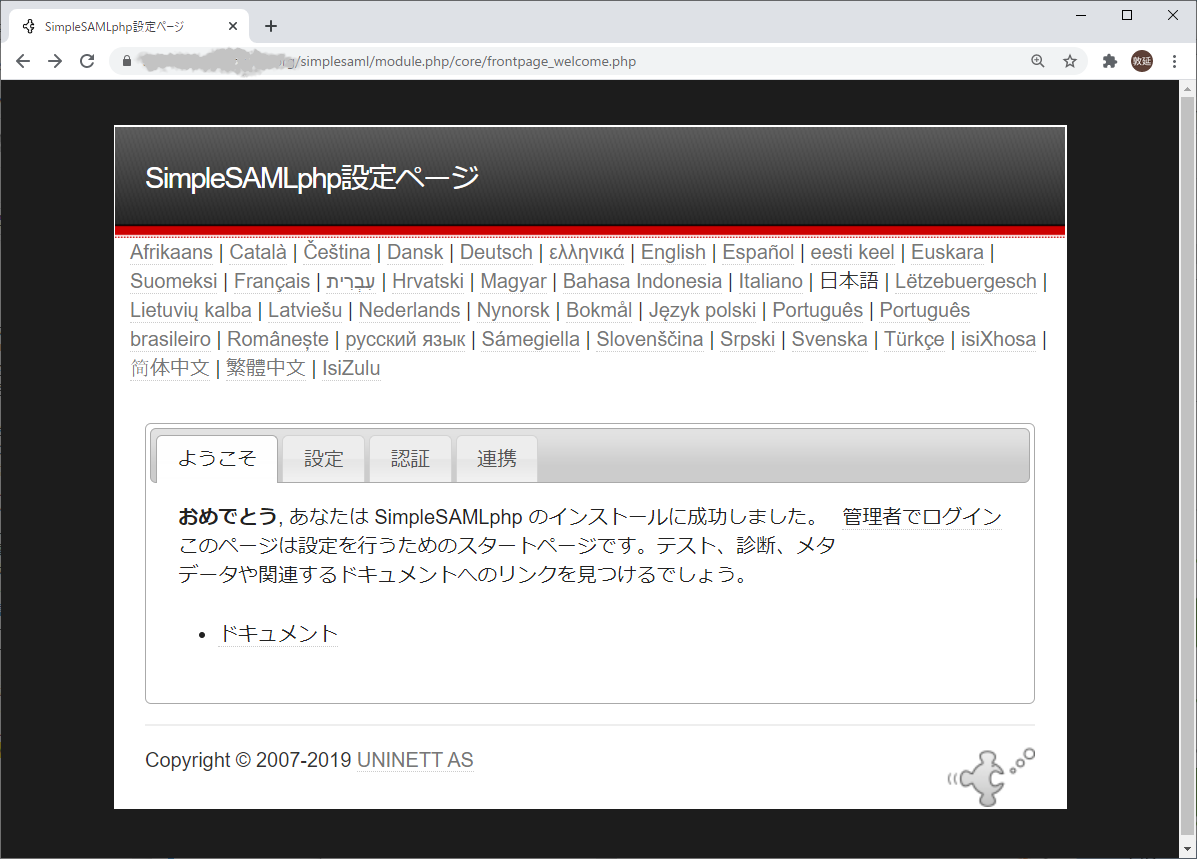 SimpleSAMLphp設定ページ
/simplesaml/module.php/core/frontpage_welcome.php
敦延
SimpleSAMLphp設定ページ
Afrikaans | Català | Čeština | Dansk | Deutsch | ελληνικά | English | Español | eesti keel | Euskara |
Suomeksi | Français | עִבְרִית | Hrvatski | Magyar | Bahasa Indonesia | Italiano | 日本語 | Lëtzebuergesch |
Lietuvių kalba | Latviešu | Nederlands | Nynorsk | Bokmål | Język polski | Português | Português
brasileiro | Românește | русский язык | Sámegiella | Slovenščina | Srpski | Svenska | Türkçe | isiXhosa |
简体中文 | 繁體中文 | IsiZulu
ようこそ 設定 認証 連携
おめでとう, あなたは SimpleSAMLphp のインストールに成功しました。 管理者でログイン
このページは設定を行うためのスタートページです。テスト、診断、メタ
データや関連するドキュメントへのリンクを見つけるでしょう。
• ドキュメント
Copyright © 2007-2019 UNINETT AS